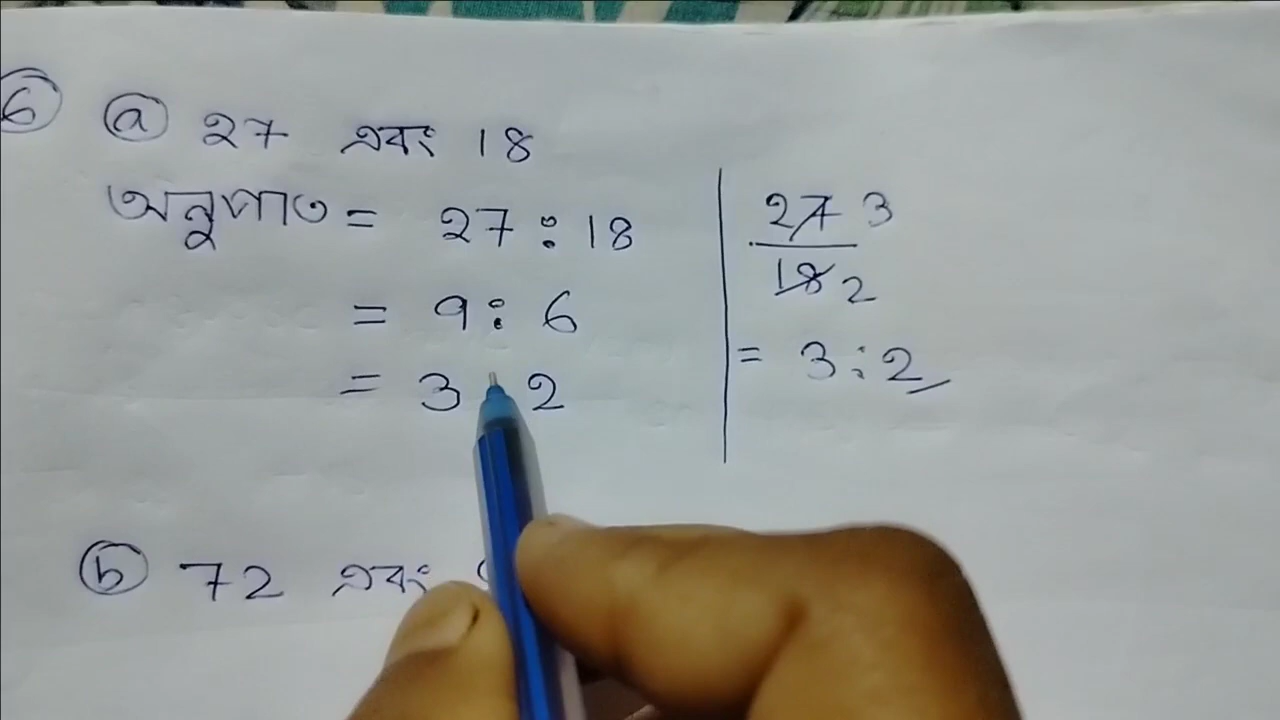 6 a 27 এবং 18
অনুপাত = 27 : 18
= 9 : 6
= 3 2
27 3
18 2
= 3 : 2
b 72 এবং